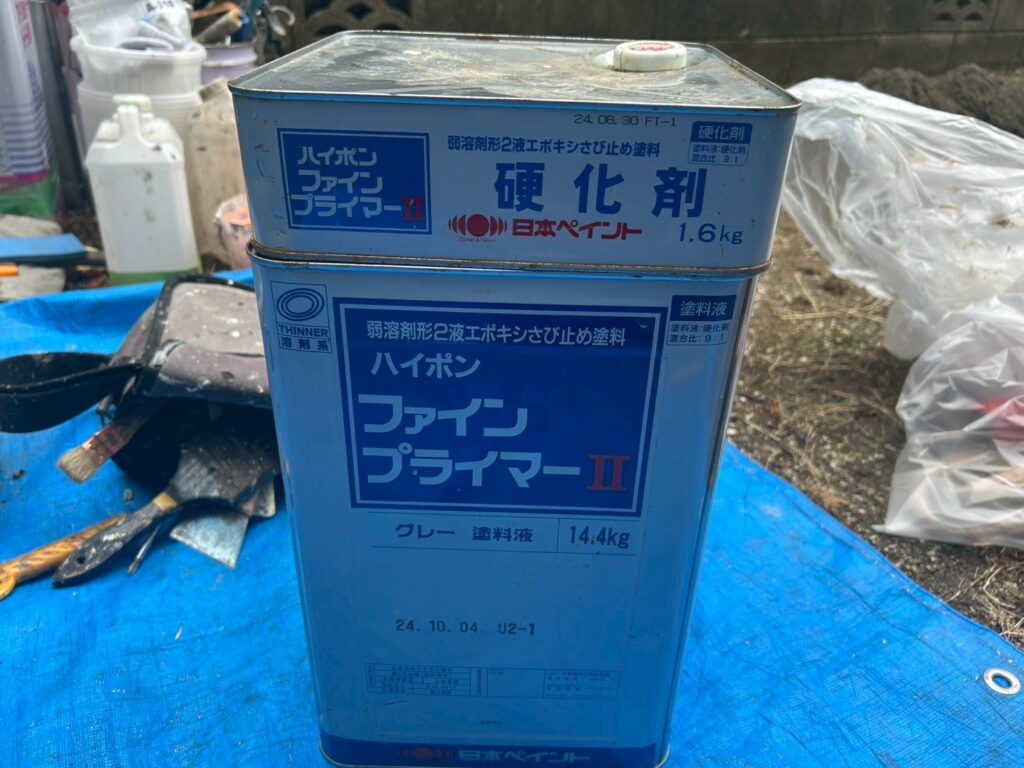 24.08.30 FT-1
ハイポン
ファイン
プライマーII
弱溶剤形2液エポキシさび止め塗料
硬化剤
塗料液:硬化剤
混合比 9:1
硬化剤
日本ペイント
1.6kg
THINNER
溶剤系
弱溶剤形2液エポキシさび止め塗料
ハイポン
ファイン
プライマーII
塗料液
塗料液:硬化剤
混合比:9:1
グレー 塗料液
14.4kg
24.10.04. U2-1
日本ペイント